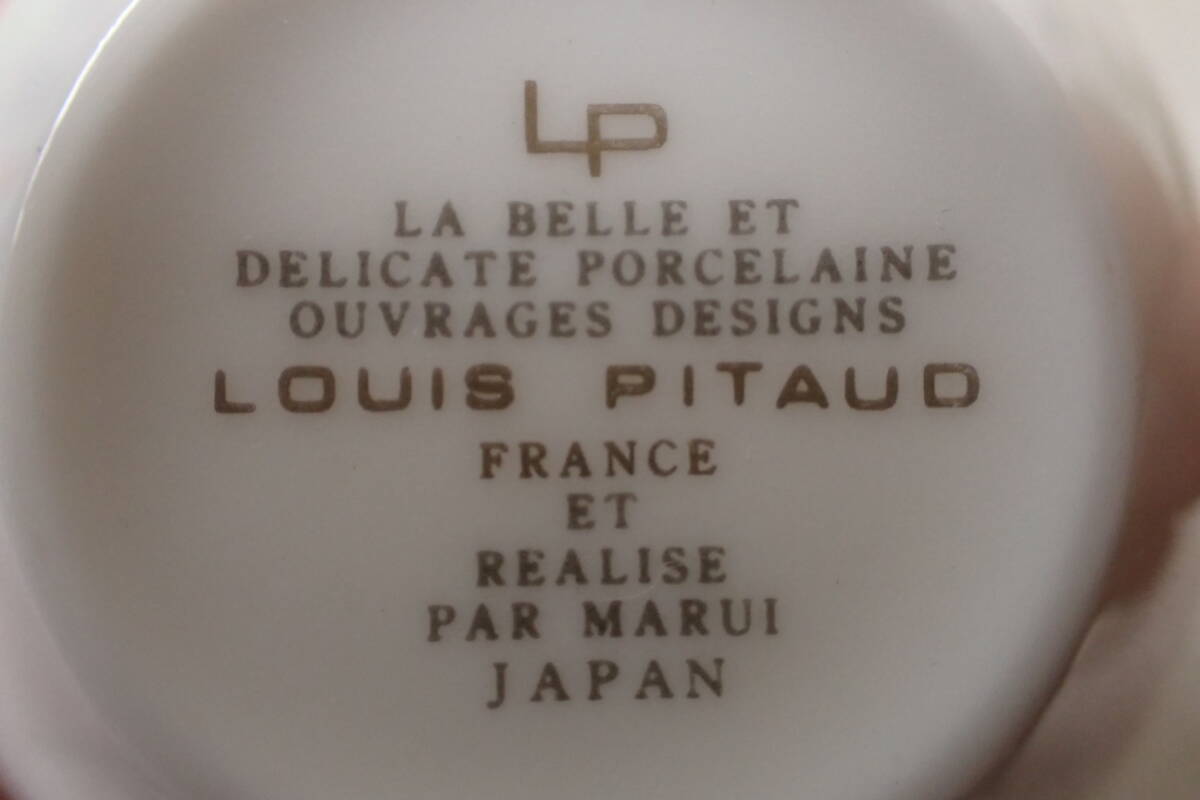 LP
LA BELLE ET
DELICATE PORCELAINE
OUVRAGES DESIGNS
LOUIS PITAUD
FRANCE
ET
REALISE
PAR MARUI
JAPAN